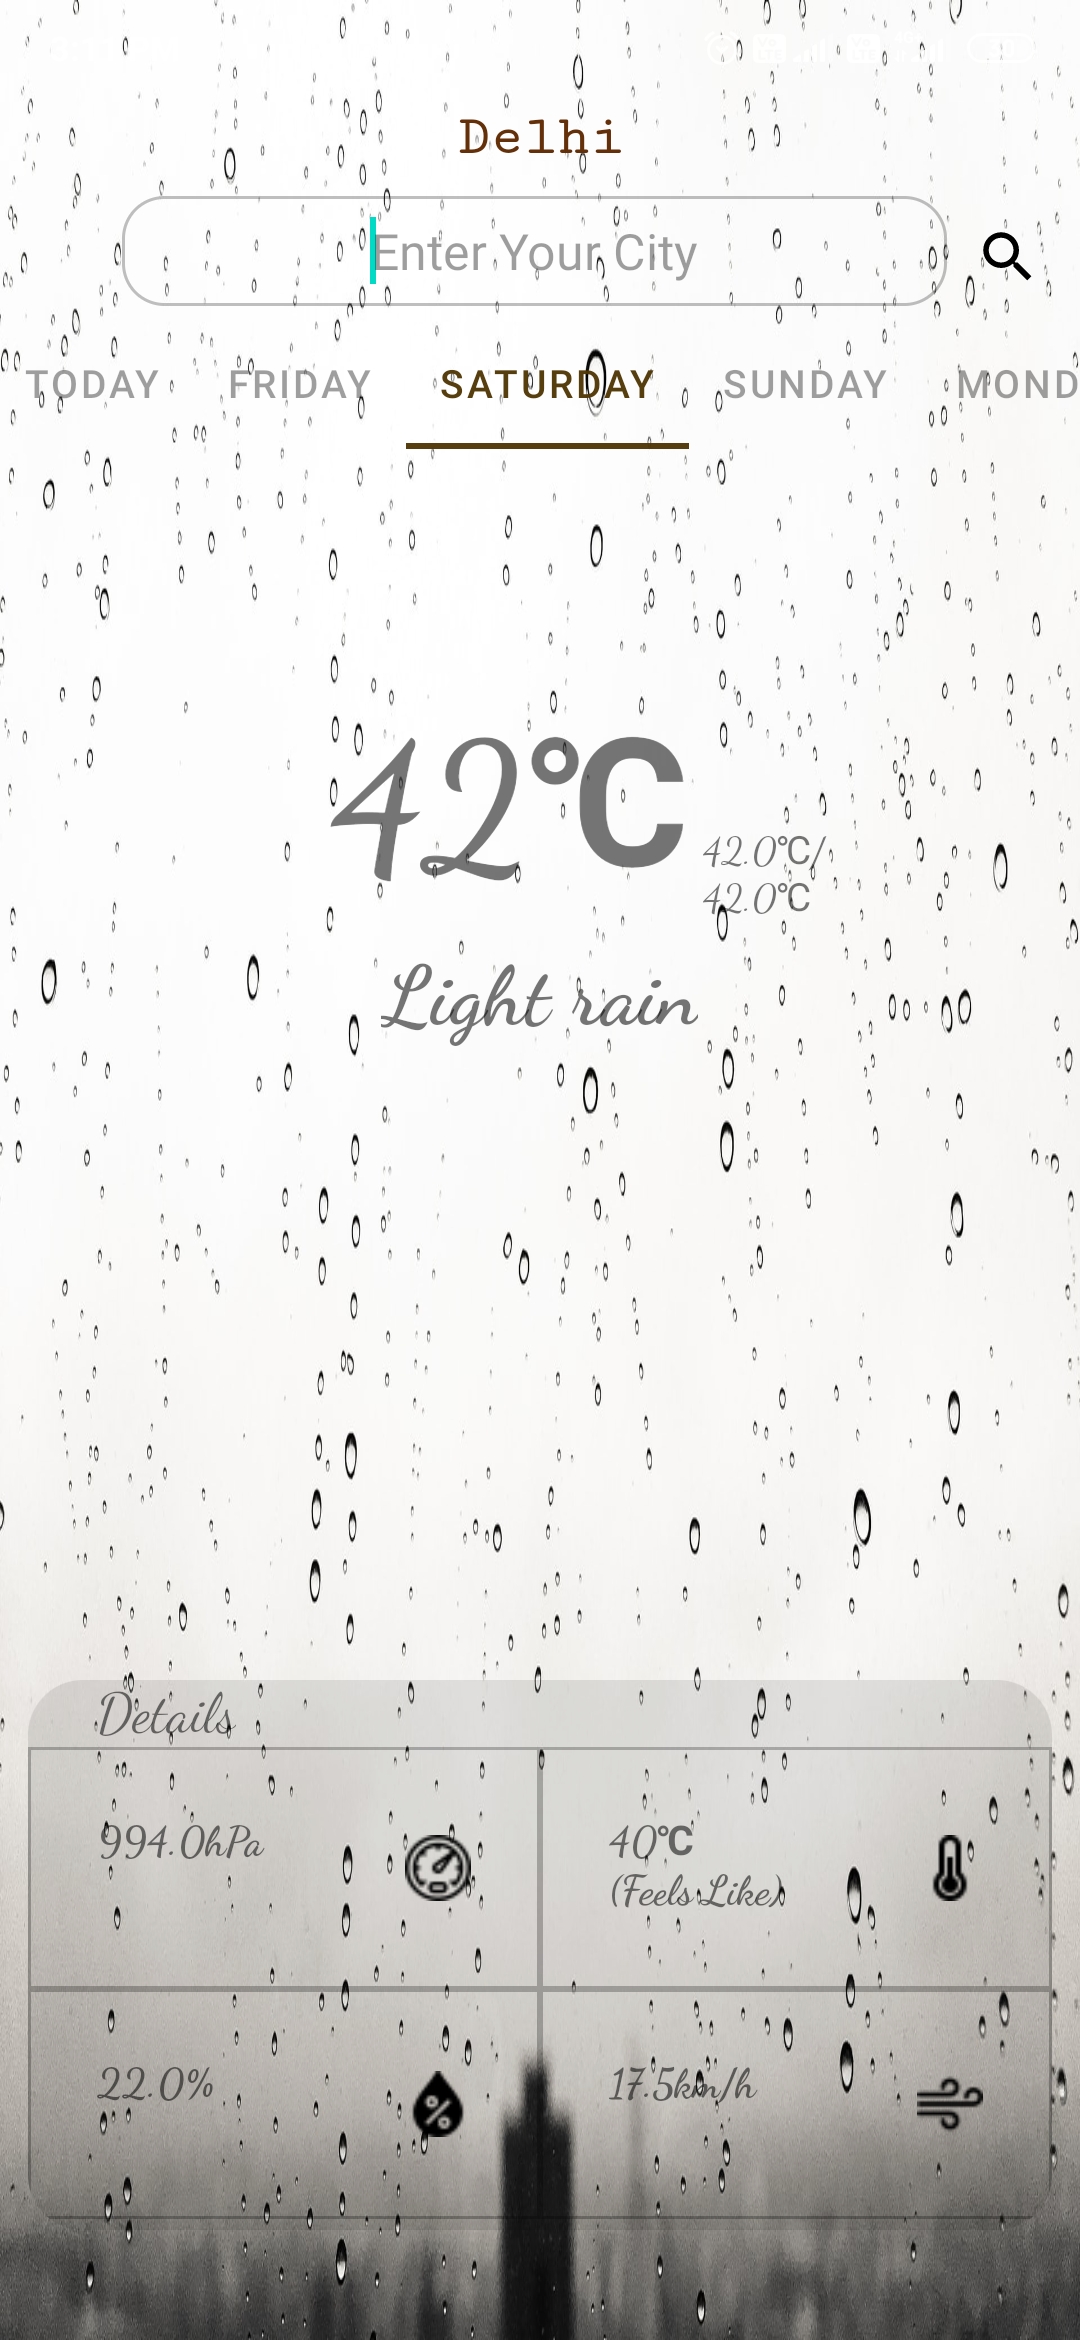 Delhi
Enter Your City
TODAY FRIDAY SATURDAY SUNDAY MOND
42℃
42.0℃/
42.0℃
Light rain
Details
994.0hPa
40℃
(Feels Like)
22.0%
17.5km/h